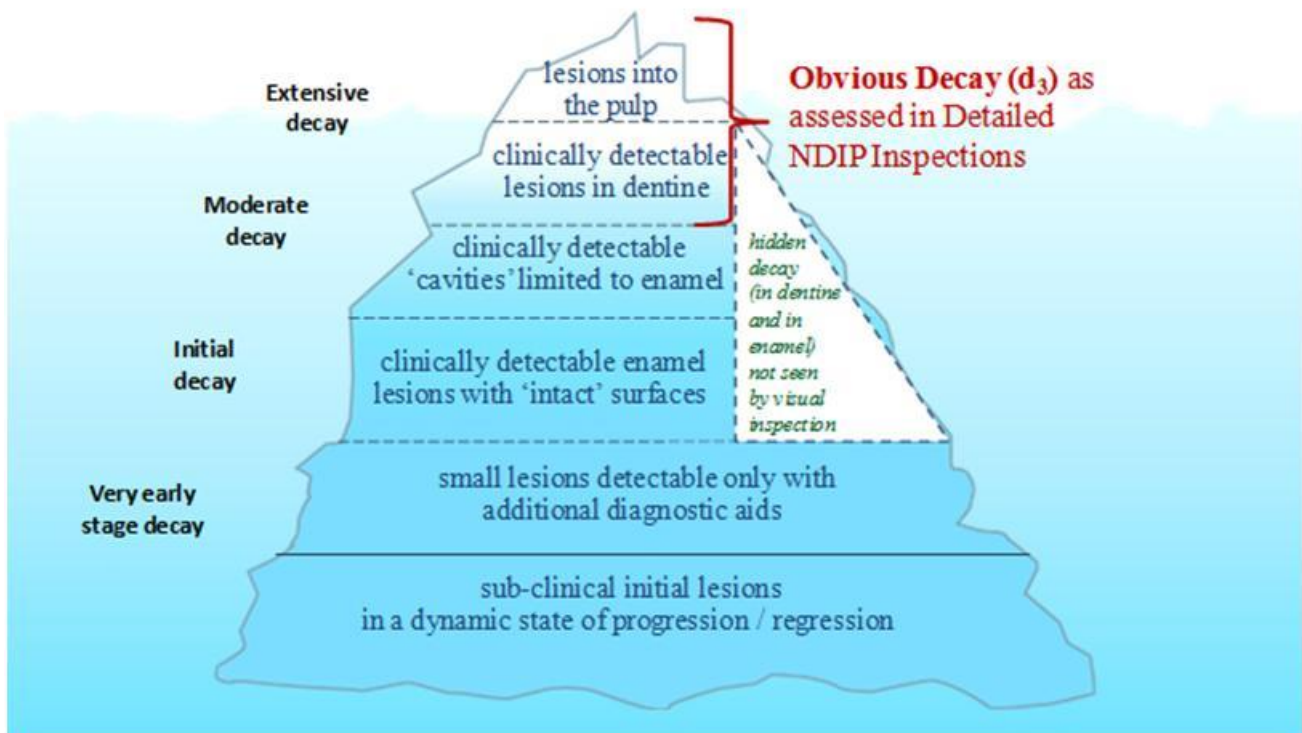 Extensive
decay
Moderate
decay
Initial
decay
Very early
stage decay
lesions into
the pulp
clinically detectable
lesions in dentine
clinically detectable
‘cavities’ limited to enamel
clinically detectable enamel
lesions with ‘intact’ surfaces
small lesions detectable only with
additional diagnostic aids
sub-clinical initial lesions
in a dynamic state of progression / regression
Obvious Decay (d₃) as
assessed in Detailed
NDIP Inspections
hidden
decay
(in dentine
and in
enamel)
not seen
by visual
inspection